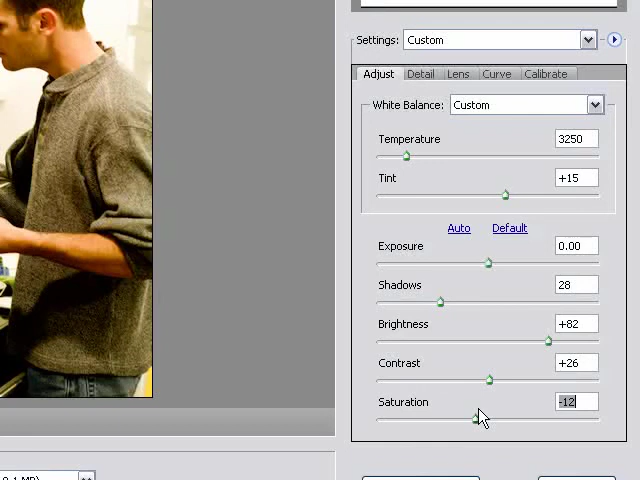 Settings: Custom
Adjust Detail Lens Curve Calibrate
White Balance: Custom
Temperature 3250
Tint +15
Auto Default
Exposure 0.00
Shadows 28
Brightness +82
Contrast +26
Saturation -12